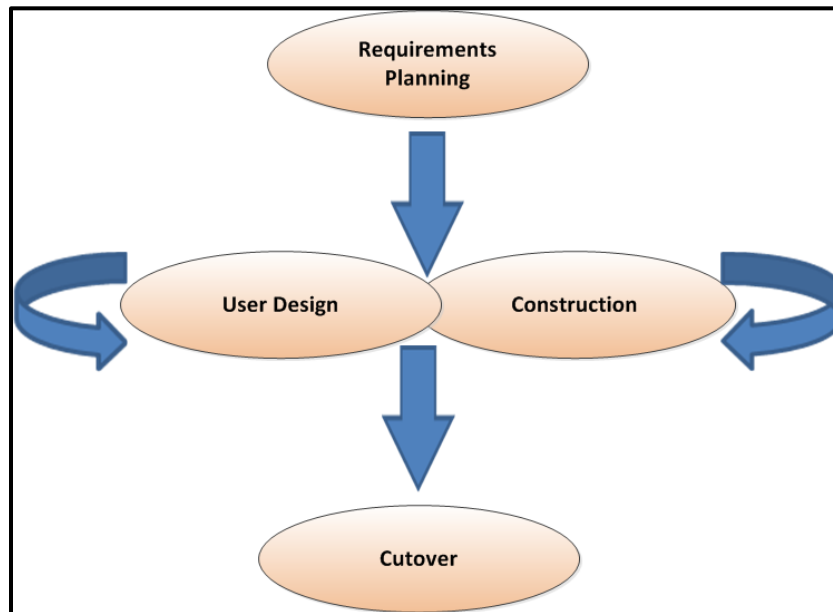 Requirements
Planning
User Design
Construction
Cutover